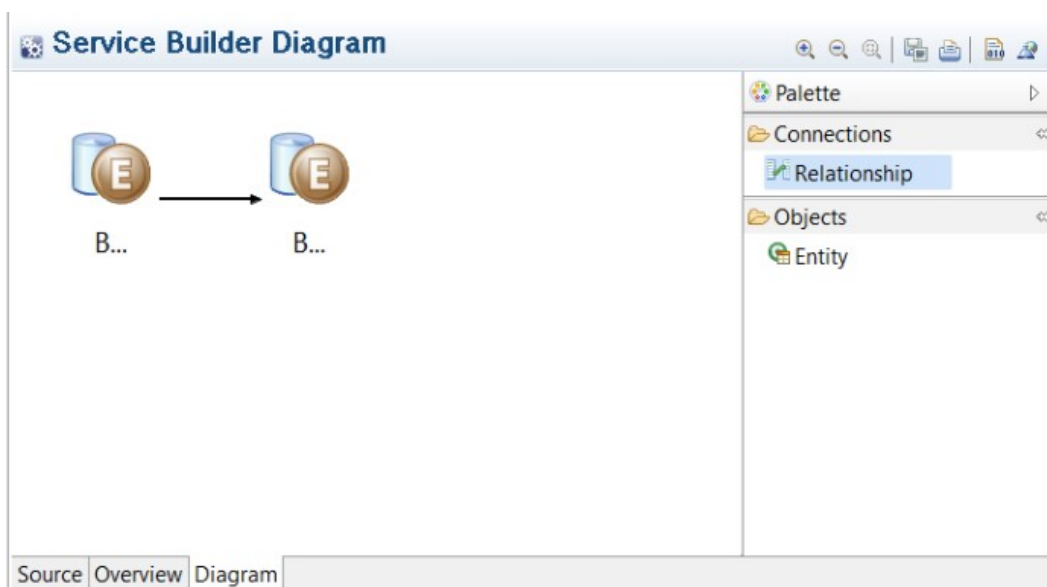 Service Builder Diagram
Palette
Connections
Relationship
Objects
Entity
E E
B... B...
Source Overview Diagram